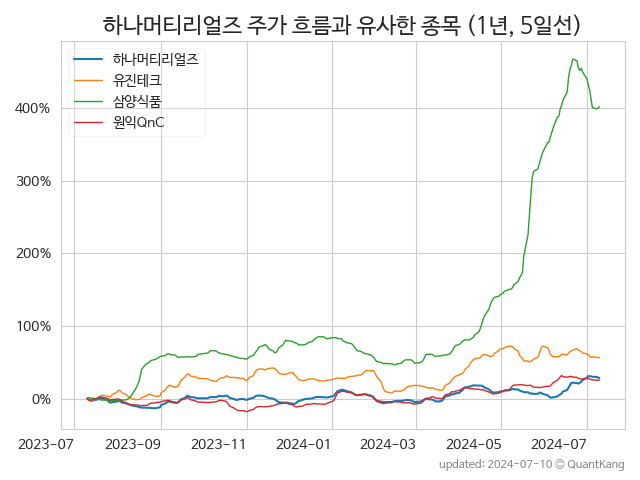 하나머티리얼즈 주가 흐름과 유사한 종목 (1년, 5일선)
하나머티리얼즈
유진테크
삼양식품
원익QnC
400%
300%
200%
100%
0%
2023-07 2023-09 2023-11 2024-01 2024-03 2024-05 2024-07
updated: 2024-07-10 © QuantKang